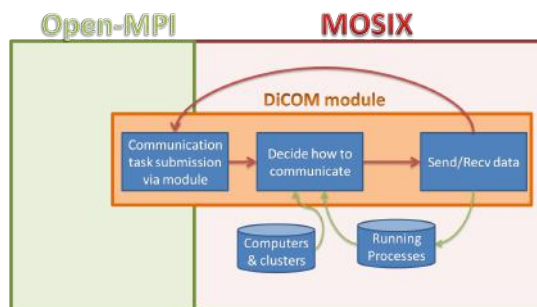 Open-MPI
MOSIX
DiCOM module
Communication
task submission
via module
Decide how to
communicate
Send/Recv data
Computers
& clusters
Running
Processes